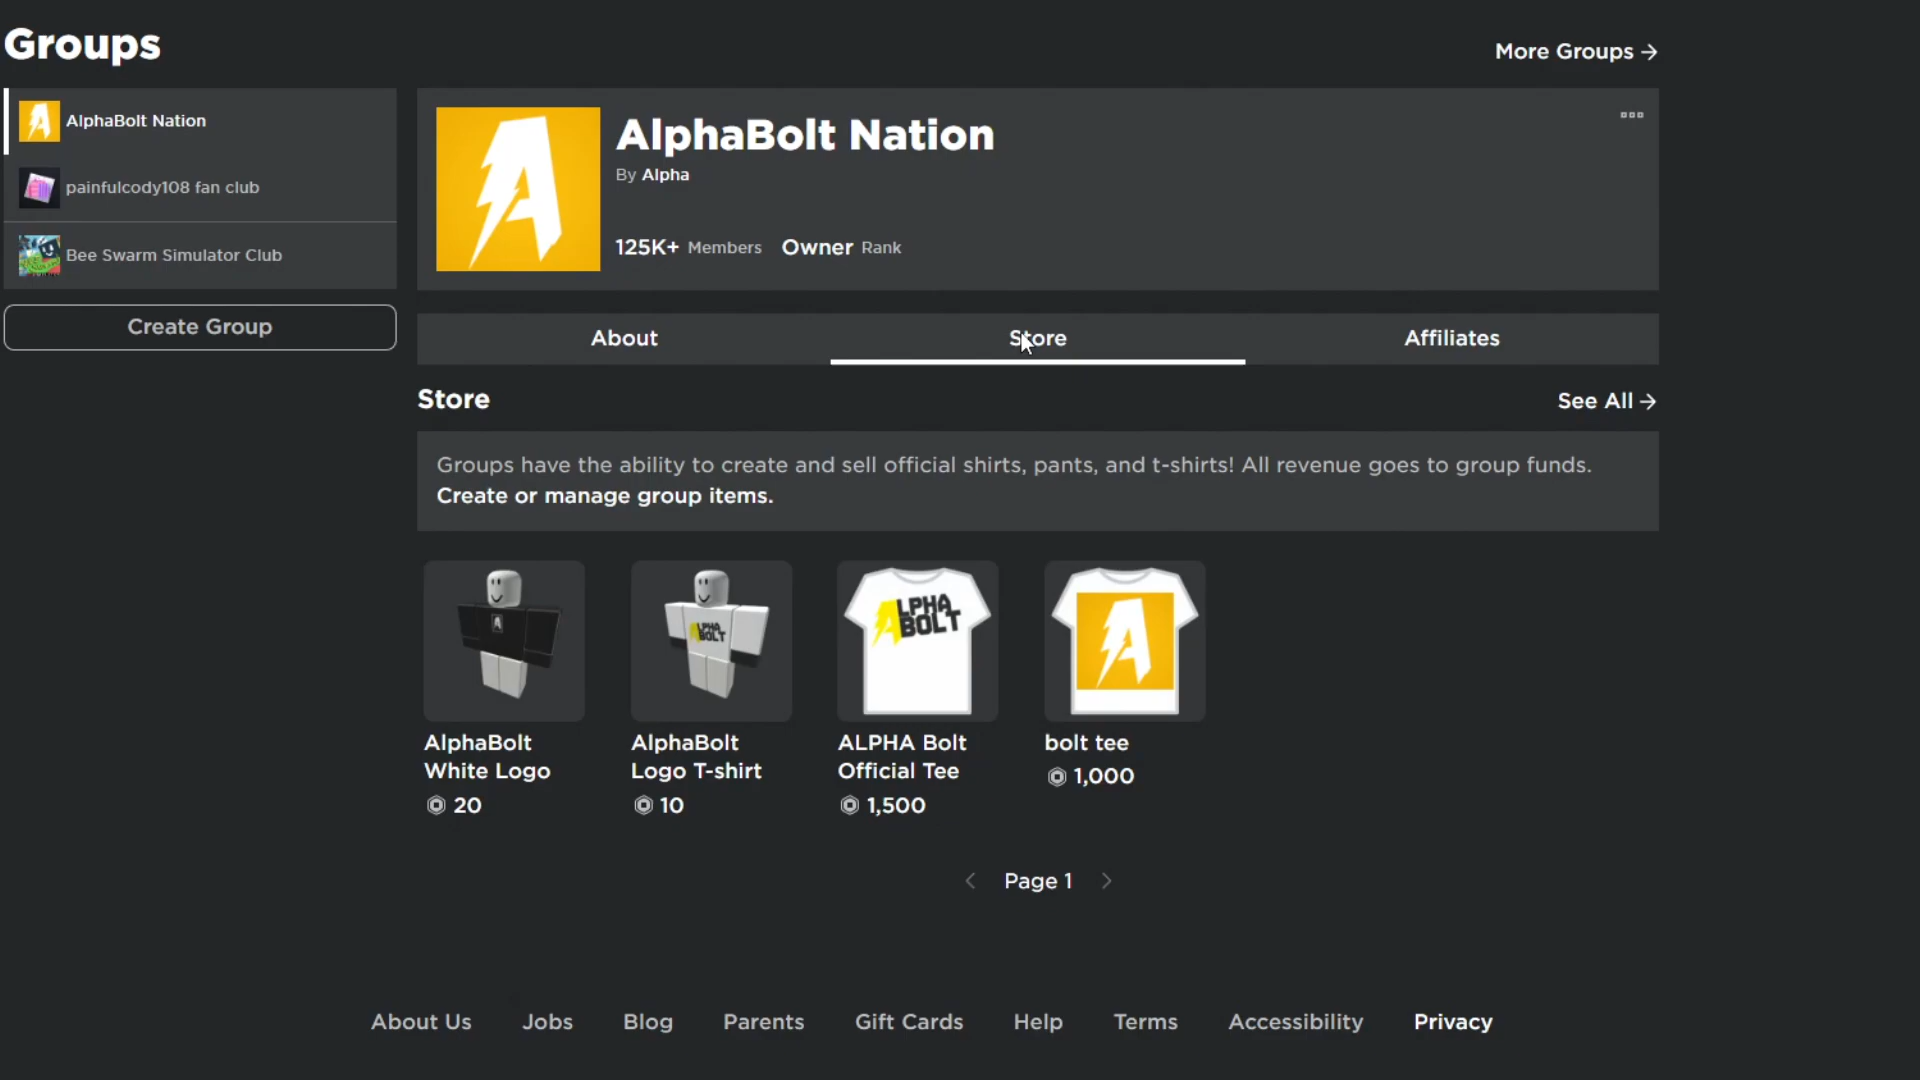 Groups
More Groups →
AlphaBolt Nation
painfulcody108 fan club
Bee Swarm Simulator Club
Create Group
A
AlphaBolt Nation
By Alpha
125K+ Members Owner Rank
About
Store
Affiliates
Store
See All →
Groups have the ability to create and sell official shirts, pants, and t-shirts! All revenue goes to group funds.
Create or manage group items.
ALPHA
BOLT
ALPHA
BOLT
A
AlphaBolt
White Logo
20
AlphaBolt
Logo T-shirt
10
ALPHA Bolt
Official Tee
1,500
bolt tee
1,000
Page 1
About Us
Jobs
Blog
Parents
Gift Cards
Help
Terms
Accessibility
Privacy